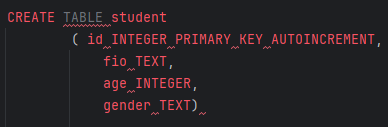 CREATE TABLE student
( id INTEGER PRIMARY KEY AUTOINCREMENT,
fio TEXT,
age INTEGER,
gender TEXT)